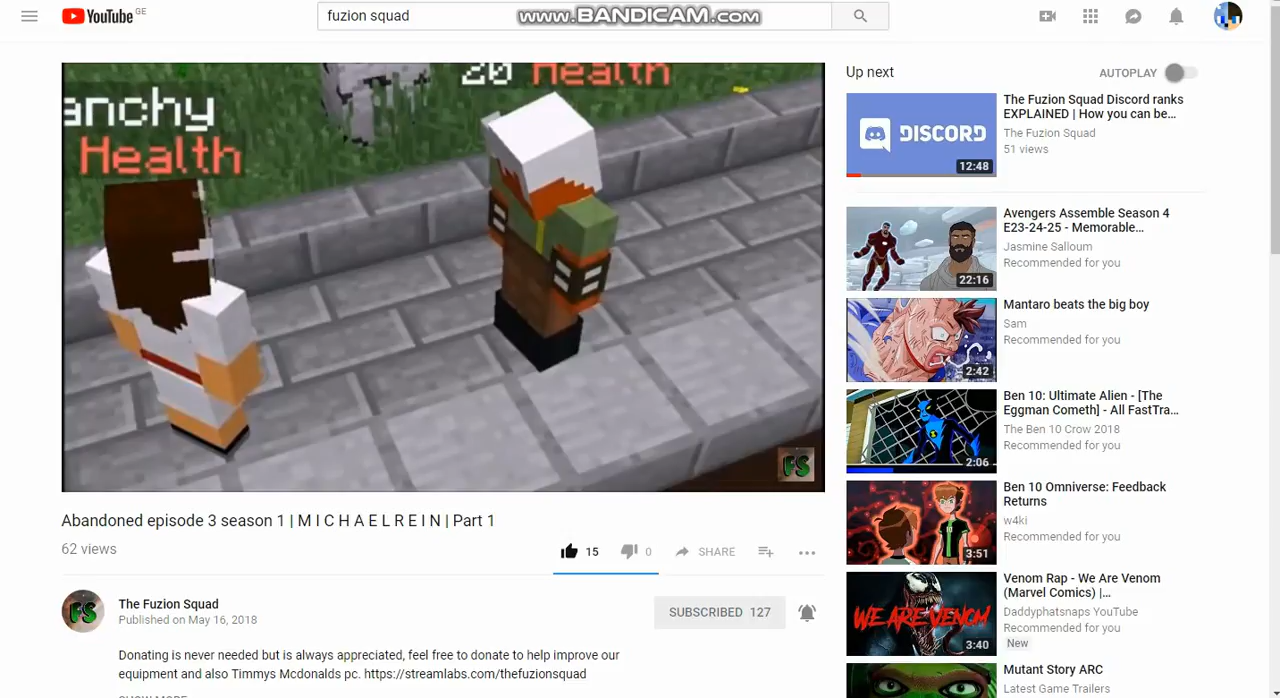 YouTube GE
fuzion squad
www.BANDICAM.com
anchy
Health
20 Health
FS
Abandoned episode 3 season 1 | M I C H A E L R E I N | Part 1
62 views
15
0
SHARE
FS
The Fuzion Squad
Published on May 16, 2018
SUBSCRIBED 127
Donating is never needed but always appreciated, feel free to donate to help improve our
equipment and also Timmys Mcdonalds pc. https://streamlabs.com/thefuzionsquad
Up next
AUTOPLAY
DISCORD
12:48
The Fuzion Squad Discord ranks
EXPLAINED | How you can be...
The Fuzion Squad
51 views
22:16
Avengers Assemble Season 4
E23-24-25 - Memorable...
Jasmine Salloum
Recommended for you
2:42
Mantaro beats the big boy
Sam
Recommended for you
2:06
Ben 10: Ultimate Alien - [The
Eggman Cometh] - All FastTra...
The Ben 10 Crow 2018
Recommended for you
3:51
Ben 10 Omniverse: Feedback
Returns
w4ki
Recommended for you
WE ARE VENOM
3:40
Venom Rap - We Are Venom
(Marvel Comics) |...
Daddyphatsnaps YouTube
Recommended for you
New
Mutant Story ARC
Latest Game Trailers